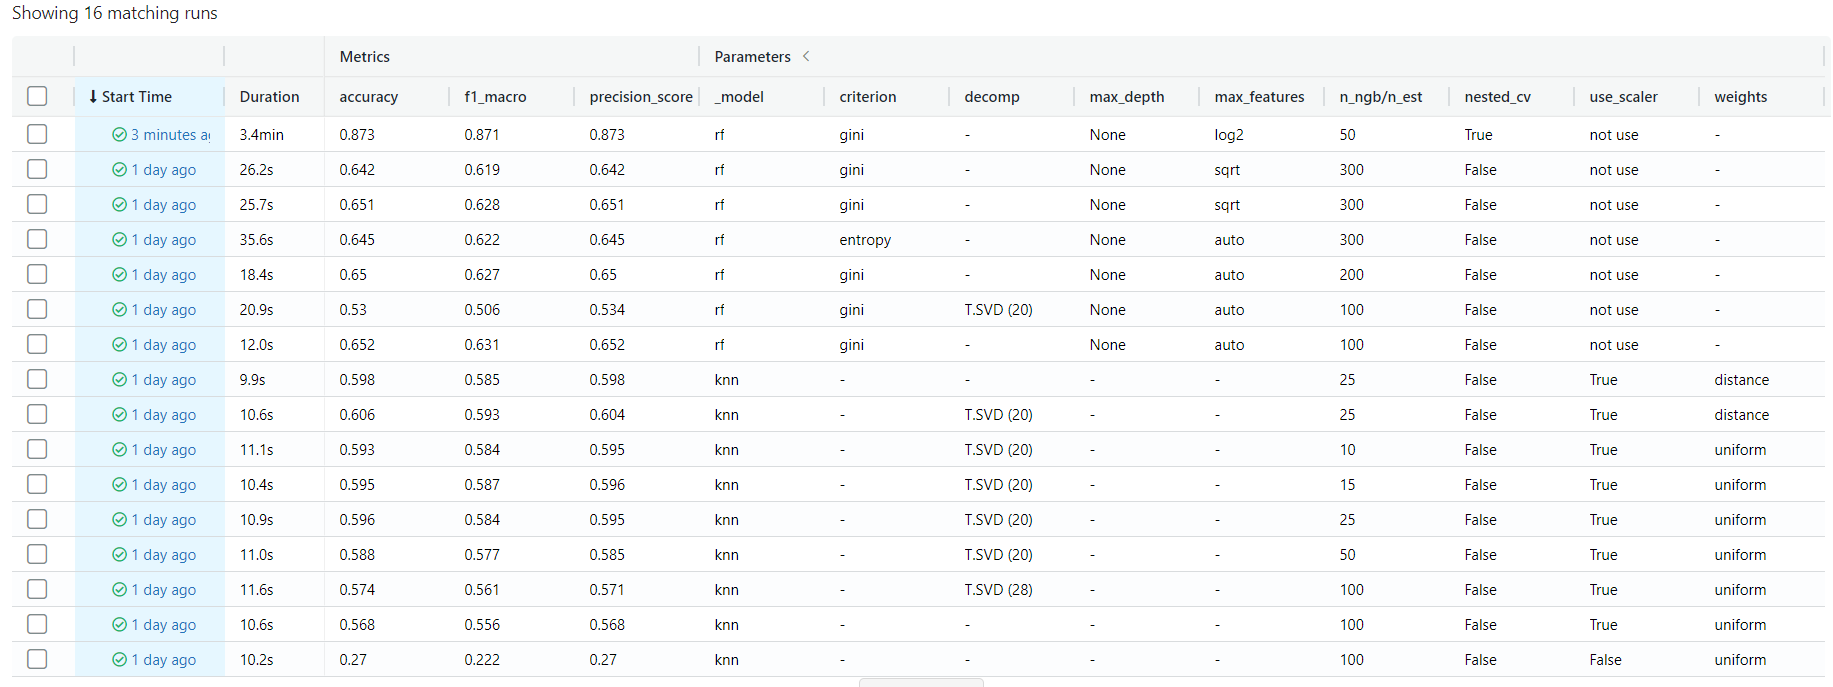 Showing 16 matching runs
Metrics Parameters <
Start Time Duration accuracy f1_macro precision_score _model criterion decomp max_depth max_features n_ngb/n_est nested_cv use_scaler weights
3 minutes a 3.4min 0.873 0.871 0.873 rf gini - None log2 50 True not use -
1 day ago 26.2s 0.642 0.619 0.642 rf gini - None sqrt 300 False not use -
1 day ago 25.7s 0.651 0.628 0.651 rf gini - None sqrt 300 False not use -
1 day ago 35.6s 0.645 0.622 0.645 rf entropy - None auto 300 False not use -
1 day ago 18.4s 0.65 0.627 0.65 rf gini - None auto 200 False not use -
1 day ago 20.9s 0.53 0.506 0.534 rf gini T.SVD (20) None auto 100 False not use -
1 day ago 12.0s 0.652 0.631 0.652 rf gini - None auto 100 False not use -
1 day ago 9.9s 0.598 0.585 0.598 knn - - - - 25 False True distance
1 day ago 10.6s 0.606 0.593 0.604 knn - T.SVD (20) - - 25 False True distance
1 day ago 11.1s 0.593 0.584 0.595 knn - T.SVD (20) - - 10 False True uniform
1 day ago 10.4s 0.595 0.587 0.596 knn - T.SVD (20) - - 15 False True uniform
1 day ago 10.9s 0.596 0.584 0.595 knn - T.SVD (20) - - 25 False True uniform
1 day ago 11.0s 0.588 0.577 0.585 knn - T.SVD (20) - - 50 False True uniform
1 day ago 11.6s 0.574 0.561 0.571 knn - T.SVD (28) - - 100 False True uniform
1 day ago 10.6s 0.568 0.556 0.568 knn - - - - 100 False True uniform
1 day ago 10.2s 0.27 0.222 0.27 knn - - - - 100 False False uniform